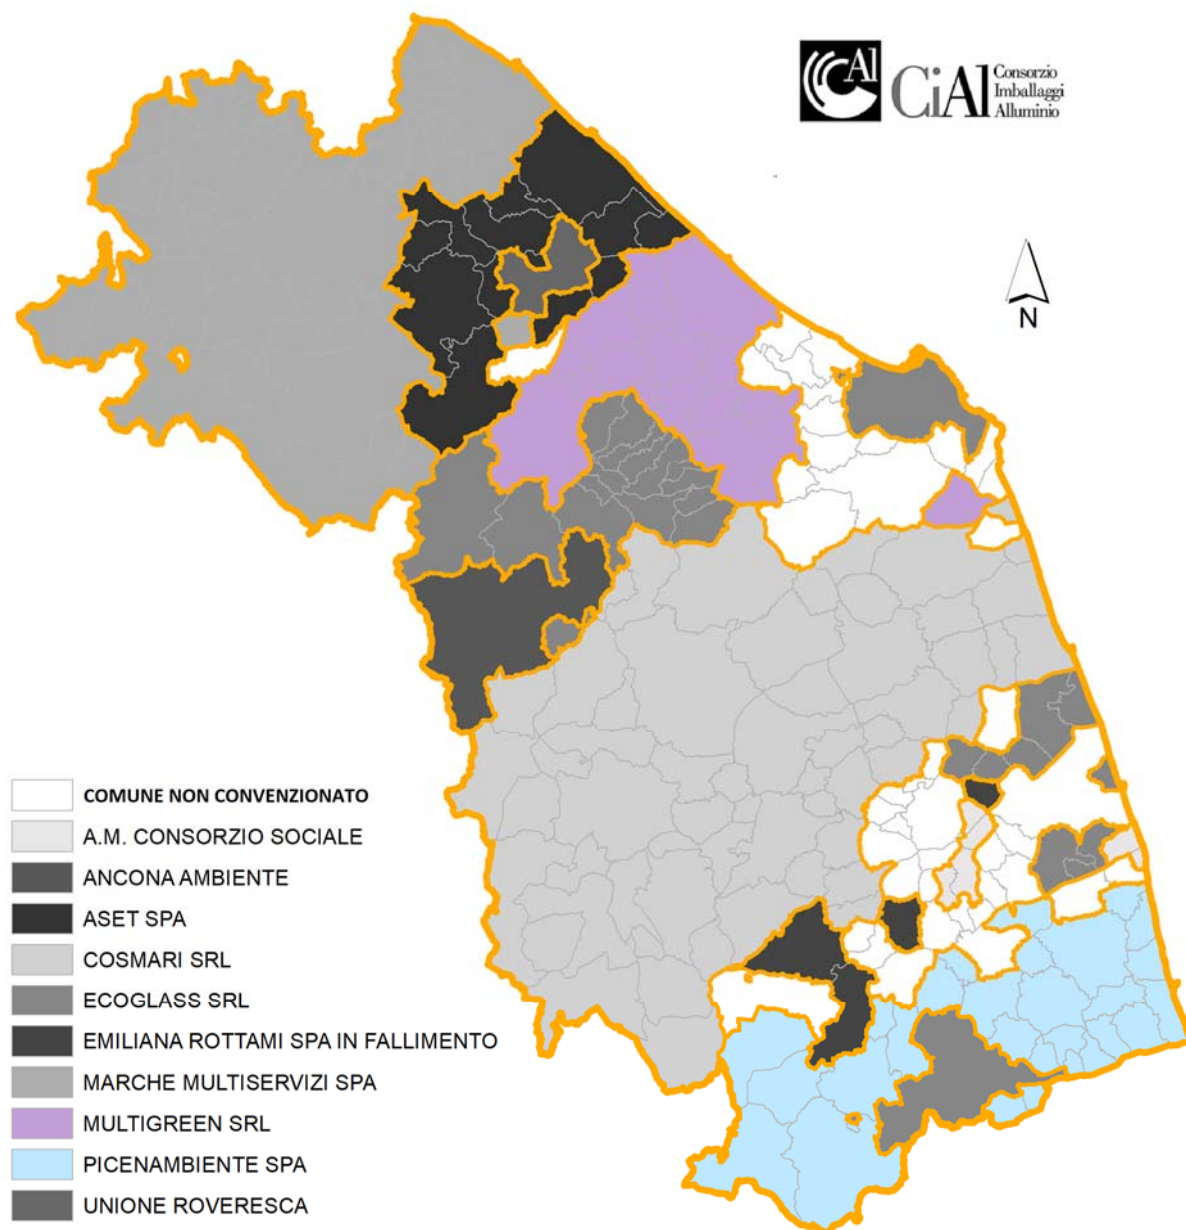 Al
CiAl
Consorzio
Imballaggi
Alluminio
N
COMUNE NON CONVENZIONATO
A.M. CONSORZIO SOCIALE
ANCONA AMBIENTE
ASET SPA
COSMARI SRL
ECOGLASS SRL
EMILIANA ROTTAMI SPA IN FALLIMENTO
MARCHE MULTISERVIZI SPA
MULTIGREEN SRL
PICENAMBIENTE SPA
UNIONE ROVERESCA